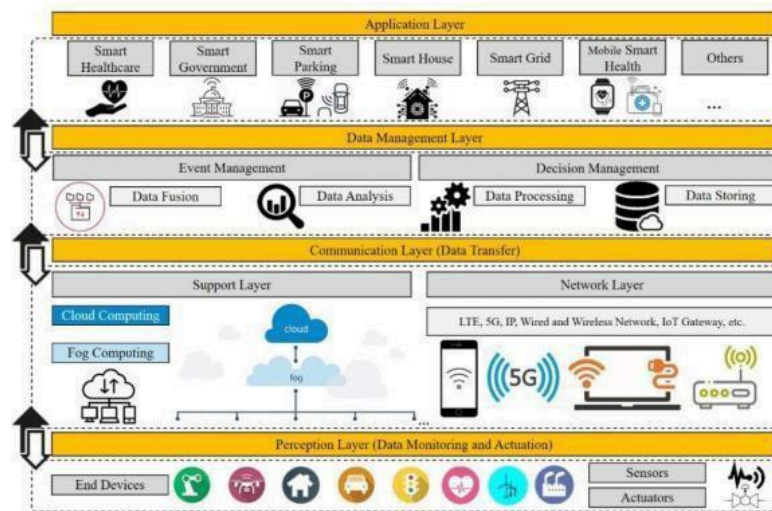 Application Layer
Smart Healthcare
Smart Government
Smart Parking
Smart House
Smart Grid
Mobile Smart Health
Others
...
Data Management Layer
Event Management
Decision Management
Data Fusion
Data Analysis
Data Processing
Data Storing
Communication Layer (Data Transfer)
Support Layer
Network Layer
Cloud Computing
cloud
LTE, 5G, IP, Wired and Wireless Network, IoT Gateway, etc.
Fog Computing
fog
5G
...
Perception Layer (Data Monitoring and Actuation)
End Devices
Sensors
Actuators